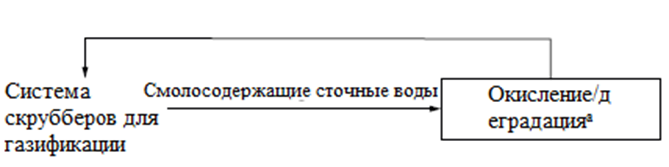 Система
скрубберов для
газификации
Смолосодержащие сточные воды
Окисление/д
еградацияª